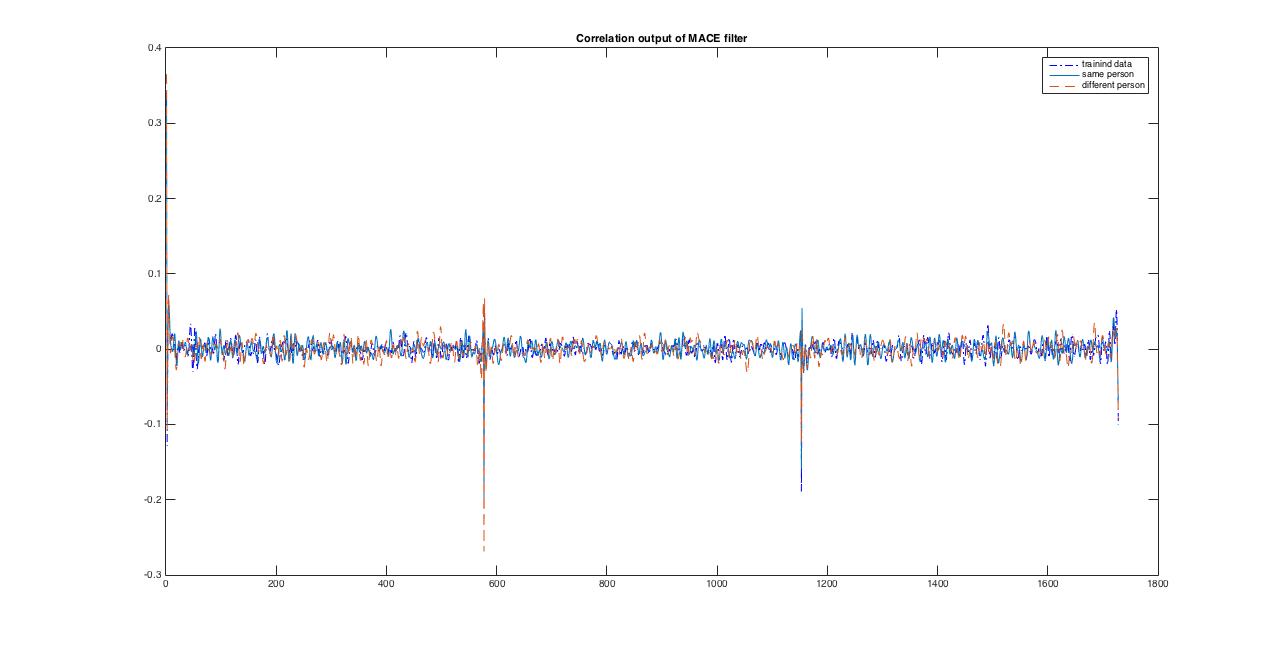 Correlation output of MACE filter
trainind data
same person
different person
0.4
0.3
0.2
0.1
0
-0.1
-0.2
-0.3
0 200 400 600 800 1000 1200 1400 1600 1800